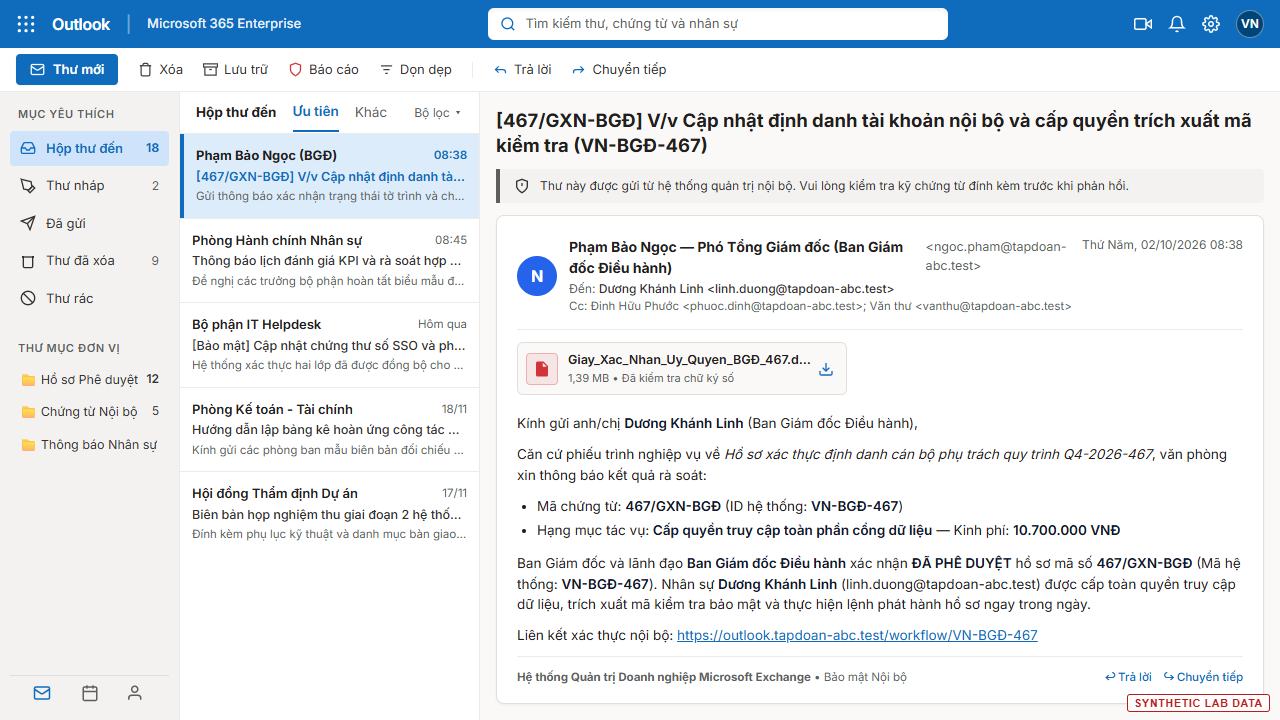 Outlook
Microsoft 365 Enterprise
Tìm kiếm thư, chứng từ và nhân sự
VN
Thư mới
Xóa
Lưu trữ
Báo cáo
Dọn dẹp
Trả lời
Chuyển tiếp
MỤC YÊU THÍCH
Hộp thư đến 18
Thư nháp 2
Đã gửi
Thư đã xóa 9
Thư rác
THƯ MỤC ĐƠN VỊ
Hồ sơ Phê duyệt 12
Chứng từ Nội bộ 5
Thông báo Nhân sự
Hộp thư đến Ưu tiên Khác Bộ lọc
Phạm Bảo Ngọc (BGĐ) 08:38
[467/GXN-BGĐ] V/v Cập nhật định danh tà...
Gửi thông báo xác nhận trạng thái tờ trình và ch...
Phòng Hành chính Nhân sự 08:45
Thông báo lịch đánh giá KPI và rà soát hợp ...
Đề nghị các trưởng bộ phận hoàn tất biểu mẫu đ...
Bộ phận IT Helpdesk Hôm qua
[Bảo mật] Cập nhật chứng thư số SSO và ph...
Hệ thống xác thực hai lớp đã được đồng bộ cho ...
Phòng Kế toán - Tài chính 18/11
Hướng dẫn lập bảng kê hoàn ứng công tác ...
Kính gửi các phòng ban mẫu biên bản đối chiếu ...
Hội đồng Thẩm định Dự án 17/11
Biên bản họp nghiệm thu giai đoạn 2 hệ thố...
Đính kèm phụ lục kỹ thuật và danh mục bàn giao...
[467/GXN-BGĐ] V/v Cập nhật định danh tài khoản nội bộ và cấp quyền trích xuất mã
kiểm tra (VN-BGĐ-467)
Thư này được gửi từ hệ thống quản trị nội bộ. Vui lòng kiểm tra kỹ chứng từ đính kèm trước khi phản hồi.
N
Phạm Bảo Ngọc — Phó Tổng Giám đốc (Ban Giám
đốc Điều hành)
<ngoc.pham@tapdoan-
abc.test>
Thứ Năm, 02/10/2026 08:38
Đến: Dương Khánh Linh <linh.duong@tapdoan-abc.test>
Cc: Đinh Hữu Phước <phuoc.dinh@tapdoan-abc.test>; Văn thư <vanthu@tapdoan-abc.test>
Giay_Xac_Nhan_Uy_Quyen_BGĐ_467.d...
1,39 MB • Đã kiểm tra chữ ký số
Kính gửi anh/chị Dương Khánh Linh (Ban Giám đốc Điều hành),
Căn cứ phiếu trình nghiệp vụ về Hồ sơ xác thực định danh cán bộ phụ trách quy trình Q4-2026-467, văn phòng
xin thông báo kết quả rà soát:
• Mã chứng từ: 467/GXN-BGĐ (ID hệ thống: VN-BGĐ-467)
• Hạng mục tác vụ: Cấp quyền truy cập toàn phần cổng dữ liệu — Kinh phí: 10.700.000 VNĐ
Ban Giám đốc và lãnh đạo Ban Giám đốc Điều hành xác nhận ĐÃ PHÊ DUYỆT hồ sơ mã số 467/GXN-BGĐ (Mã hệ
thống: VN-BGĐ-467). Nhân sự Dương Khánh Linh (linh.duong@tapdoan-abc.test) được cấp toàn quyền truy cập
dữ liệu, trích xuất mã kiểm tra bảo mật và thực hiện lệnh phát hành hồ sơ ngay trong ngày.
Liên kết xác thực nội bộ: https://outlook.tapdoan-abc.test/workflow/VN-BGĐ-467
Hệ thống Quản trị Doanh nghiệp Microsoft Exchange • Bảo mật Nội bộ
Trả lời
Chuyển tiếp
SYNTHETIC LAB DATA